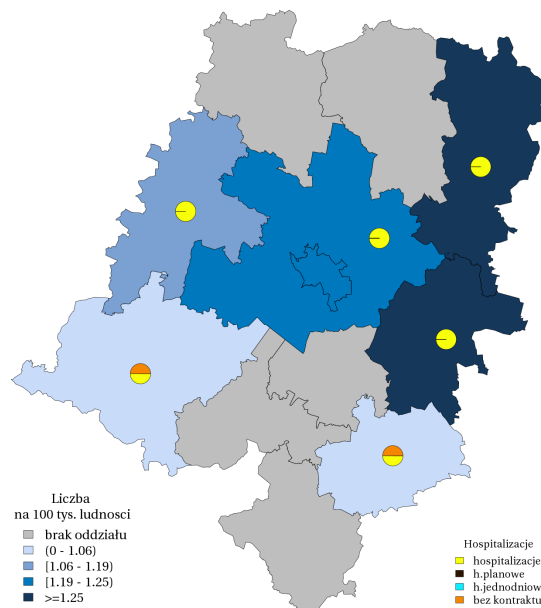 Liczba
na 100 tys. ludnosci
brak oddziału
(0 - 1.06)
[1.06 - 1.19)
[1.19 - 1.25)
>=1.25
Hospitalizacje
hospitalizacje
h.planowe
h.jednodniow
bez kontraktu